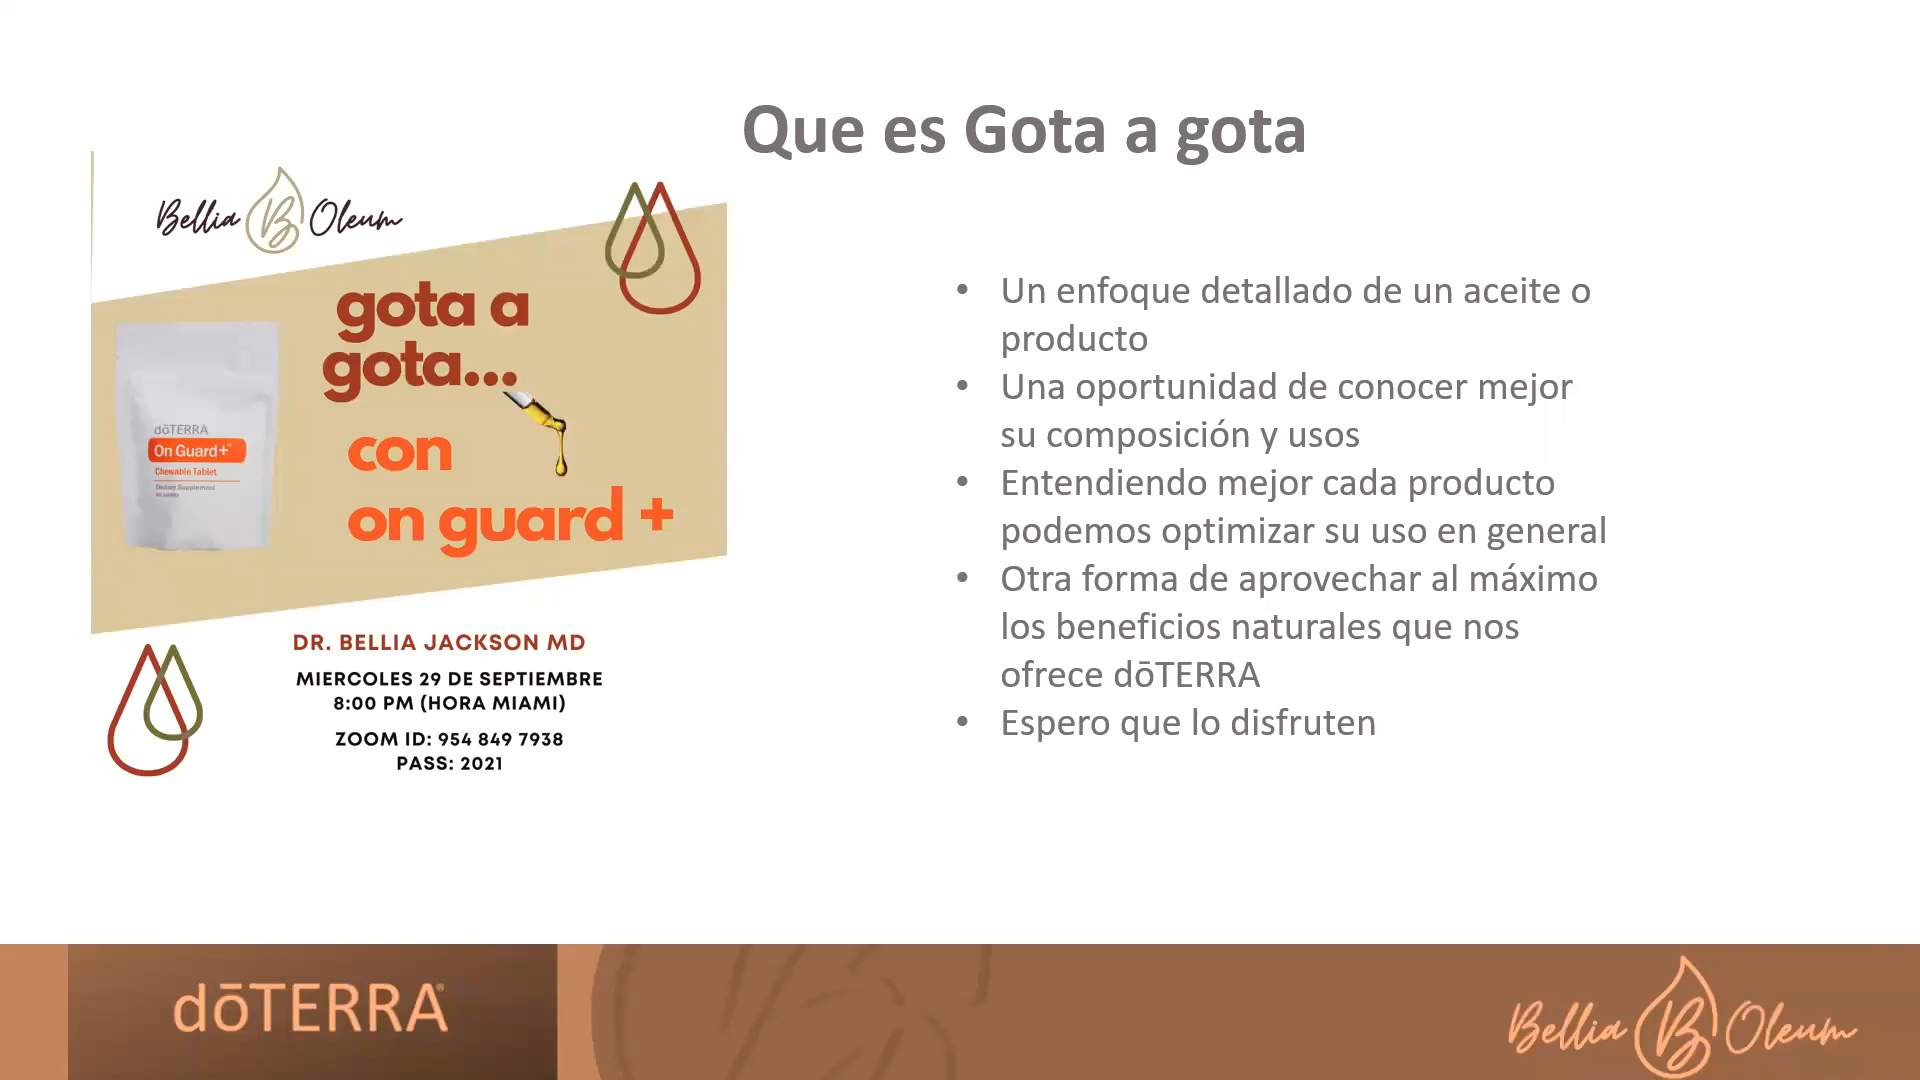 Que es Gota a gota
Bellia B Oleum
gota a
gota...
con
on guard +
dōTERRA
On Guard+™
Chewable Tablet
Dietary Supplement
DR. BELLIA JACKSON MD
MIERCOLES 29 DE SEPTIEMBRE
8:00 PM (HORA MIAMI)
ZOOM ID: 954 849 7938
PASS: 2021
• Un enfoque detallado de un aceite o
producto
• Una oportunidad de conocer mejor
su composición y usos
• Entendiendo mejor cada producto
podemos optimizar su uso en general
• Otra forma de aprovechar al máximo
los beneficios naturales que nos
ofrece dōTERRA
• Espero que lo disfruten
dōTERRA®
Bellia B Oleum